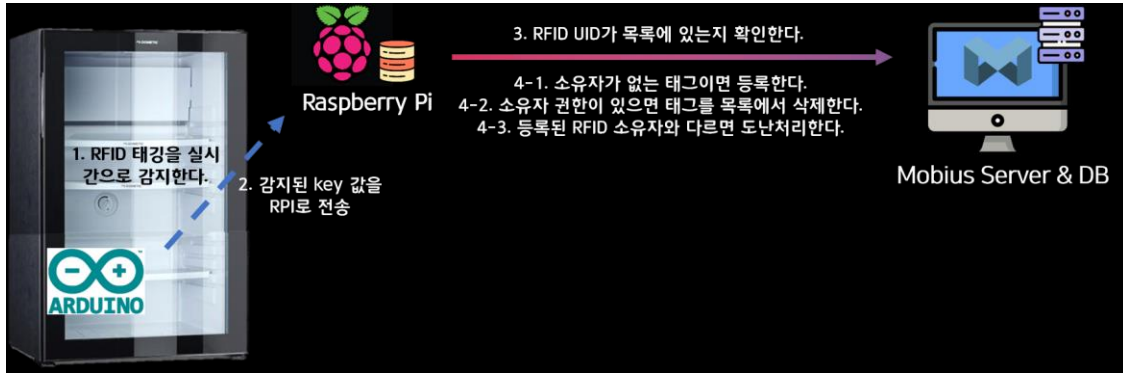 3. RFID UID가 목록에 있는지 확인한다.
4-1. 소유자가 없는 태그이면 등록한다.
4-2. 소유자 권한이 있으면 태그를 목록에서 삭제한다.
4-3. 등록된 RFID 소유자와 다르면 도난처리한다.
Raspberry Pi
Mobius Server & DB
1. RFID 태깅을 실시
간으로 감지한다.
2. 감지된 key 값을
RPI로 전송
ARDUINO